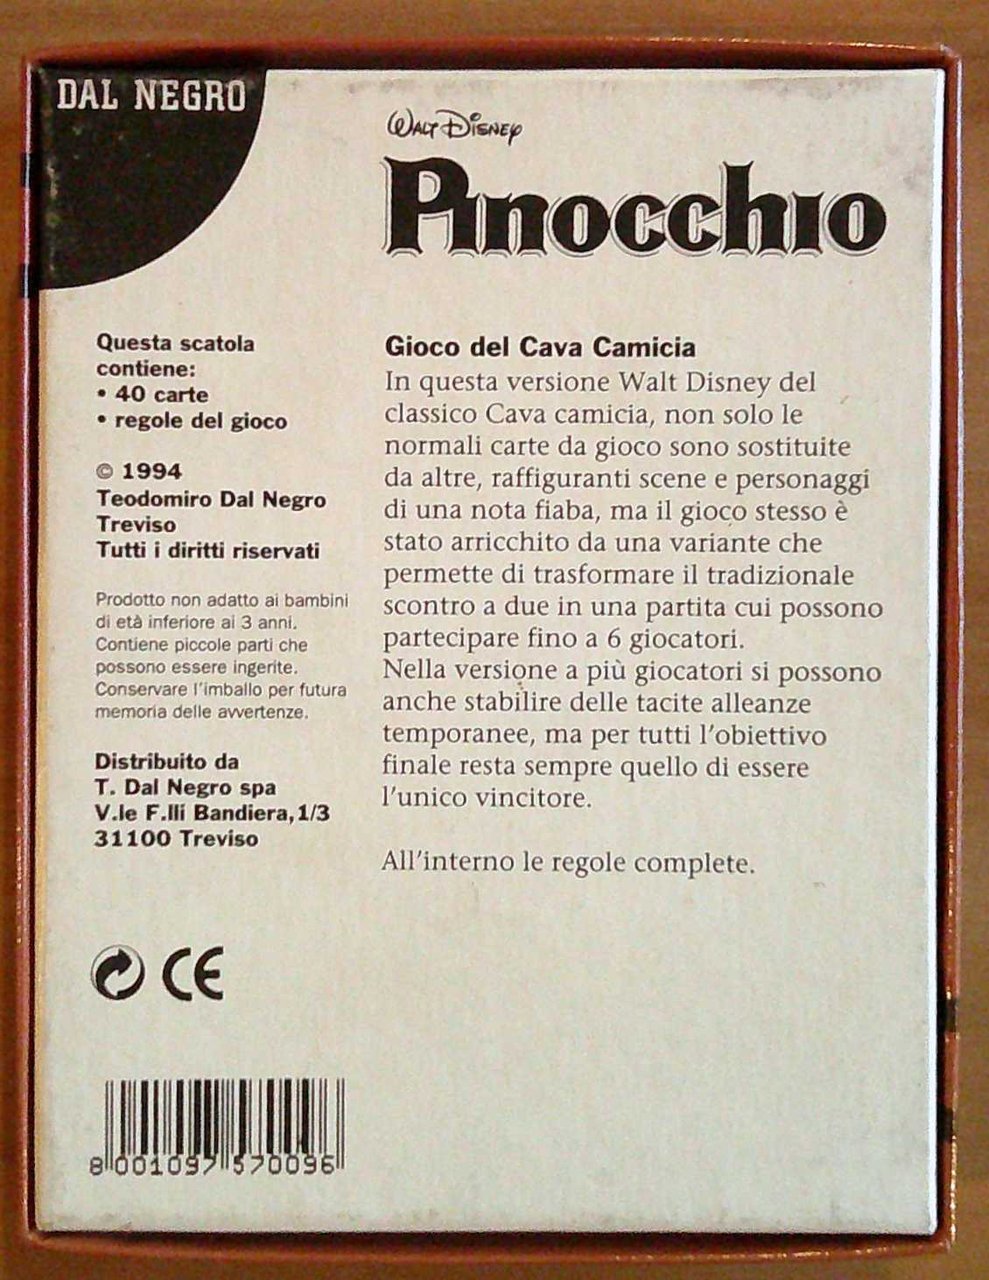 DAL NEGRO
WALT DISNEY
PINOCCHIO
Questa scatola
contiene:
• 40 carte
• regole del gioco
© 1994
Teodomiro Dal Negro
Treviso
Tutti i diritti riservati
Prodotto non adatto ai bambini
di età inferiore ai 3 anni.
Contiene piccole parti che
possono essere ingerite.
Conservare l'imballo per futura
memoria delle avvertenze.
Distribuito da
T. Dal Negro spa
V.le F.lli Bandiera,1/3
31100 Treviso
CE
8 001097 570096
Gioco del Cava Camicia
In questa versione Walt Disney del
classico Cava camicia, non solo le
normali carte da gioco sono sostituite
da altre, raffiguranti scene e personaggi
di una nota fiaba, ma il gioco stesso è
stato arricchito da una variante che
permette di trasformare il tradizionale
scontro a due in una partita cui possono
partecipare fino a 6 giocatori.
Nella versione a più giocatori si possono
anche stabilire delle tacite alleanze
temporanee, ma per tutti l'obiettivo
finale resta sempre quello di essere
l'unico vincitore.
All'interno le regole complete.